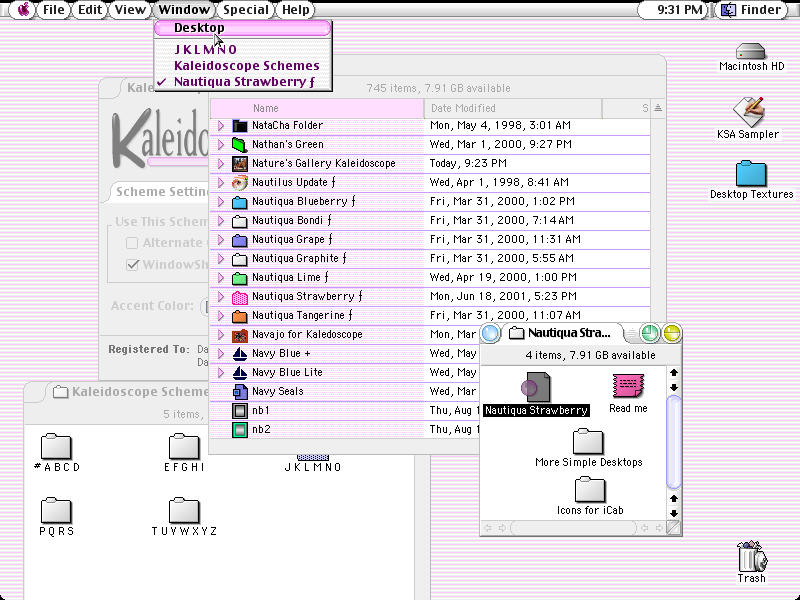 File Edit View Window Special Help 9:31 PM Finder
Desktop
J K L M N O
Kaleidoscope Schemes
✓ Nautiqua Strawberry ƒ
745 items, 7.91 GB available
Name Date Modified S
NataCha Folder Mon, May 4, 1998, 3:01 AM
Nathan's Green Wed, Mar 1, 2000, 9:27 PM
Nature's Gallery Kaleidoscope Today, 9:23 PM
Nautilus Update ƒ Wed, Apr 1, 1998, 8:41 AM
Nautiqua Blueberry ƒ Fri, Mar 31, 2000, 1:02 PM
Nautiqua Bondi ƒ Fri, Mar 31, 2000, 7:14 AM
Nautiqua Grape ƒ Fri, Mar 31, 2000, 11:31 AM
Nautiqua Graphite ƒ Fri, Mar 31, 2000, 5:55 AM
Nautiqua Lime ƒ Wed, Apr 19, 2000, 1:00 PM
Nautiqua Strawberry ƒ Mon, Jun 18, 2001, 5:23 PM
Nautiqua Tangerine ƒ Fri, Mar 31, 2000, 11:07 AM
Navajo for Kaledoscope Mon, Mar
Navy Blue + Wed, May
Navy Blue Lite Wed, May
Navy Seals Wed, Mar
nb1 Thu, Aug 1
nb2 Thu, Aug 1
Kale
Kaleido
Scheme Setting
Use This Schem
Alternate
WindowSh
Accent Color:
Registered To: Da
Da
Kaleidoscope Scheme
5 items,
#ABCD
EFGHI
JKLMNO
PQRS
TUVWXYZ
Nautiqua Stra...
4 items, 7.91 GB available
Nautiqua Strawberry
Read me
More Simple Desktops
Icons for iCab
Macintosh HD
KSA Sampler
Desktop Textures
Trash